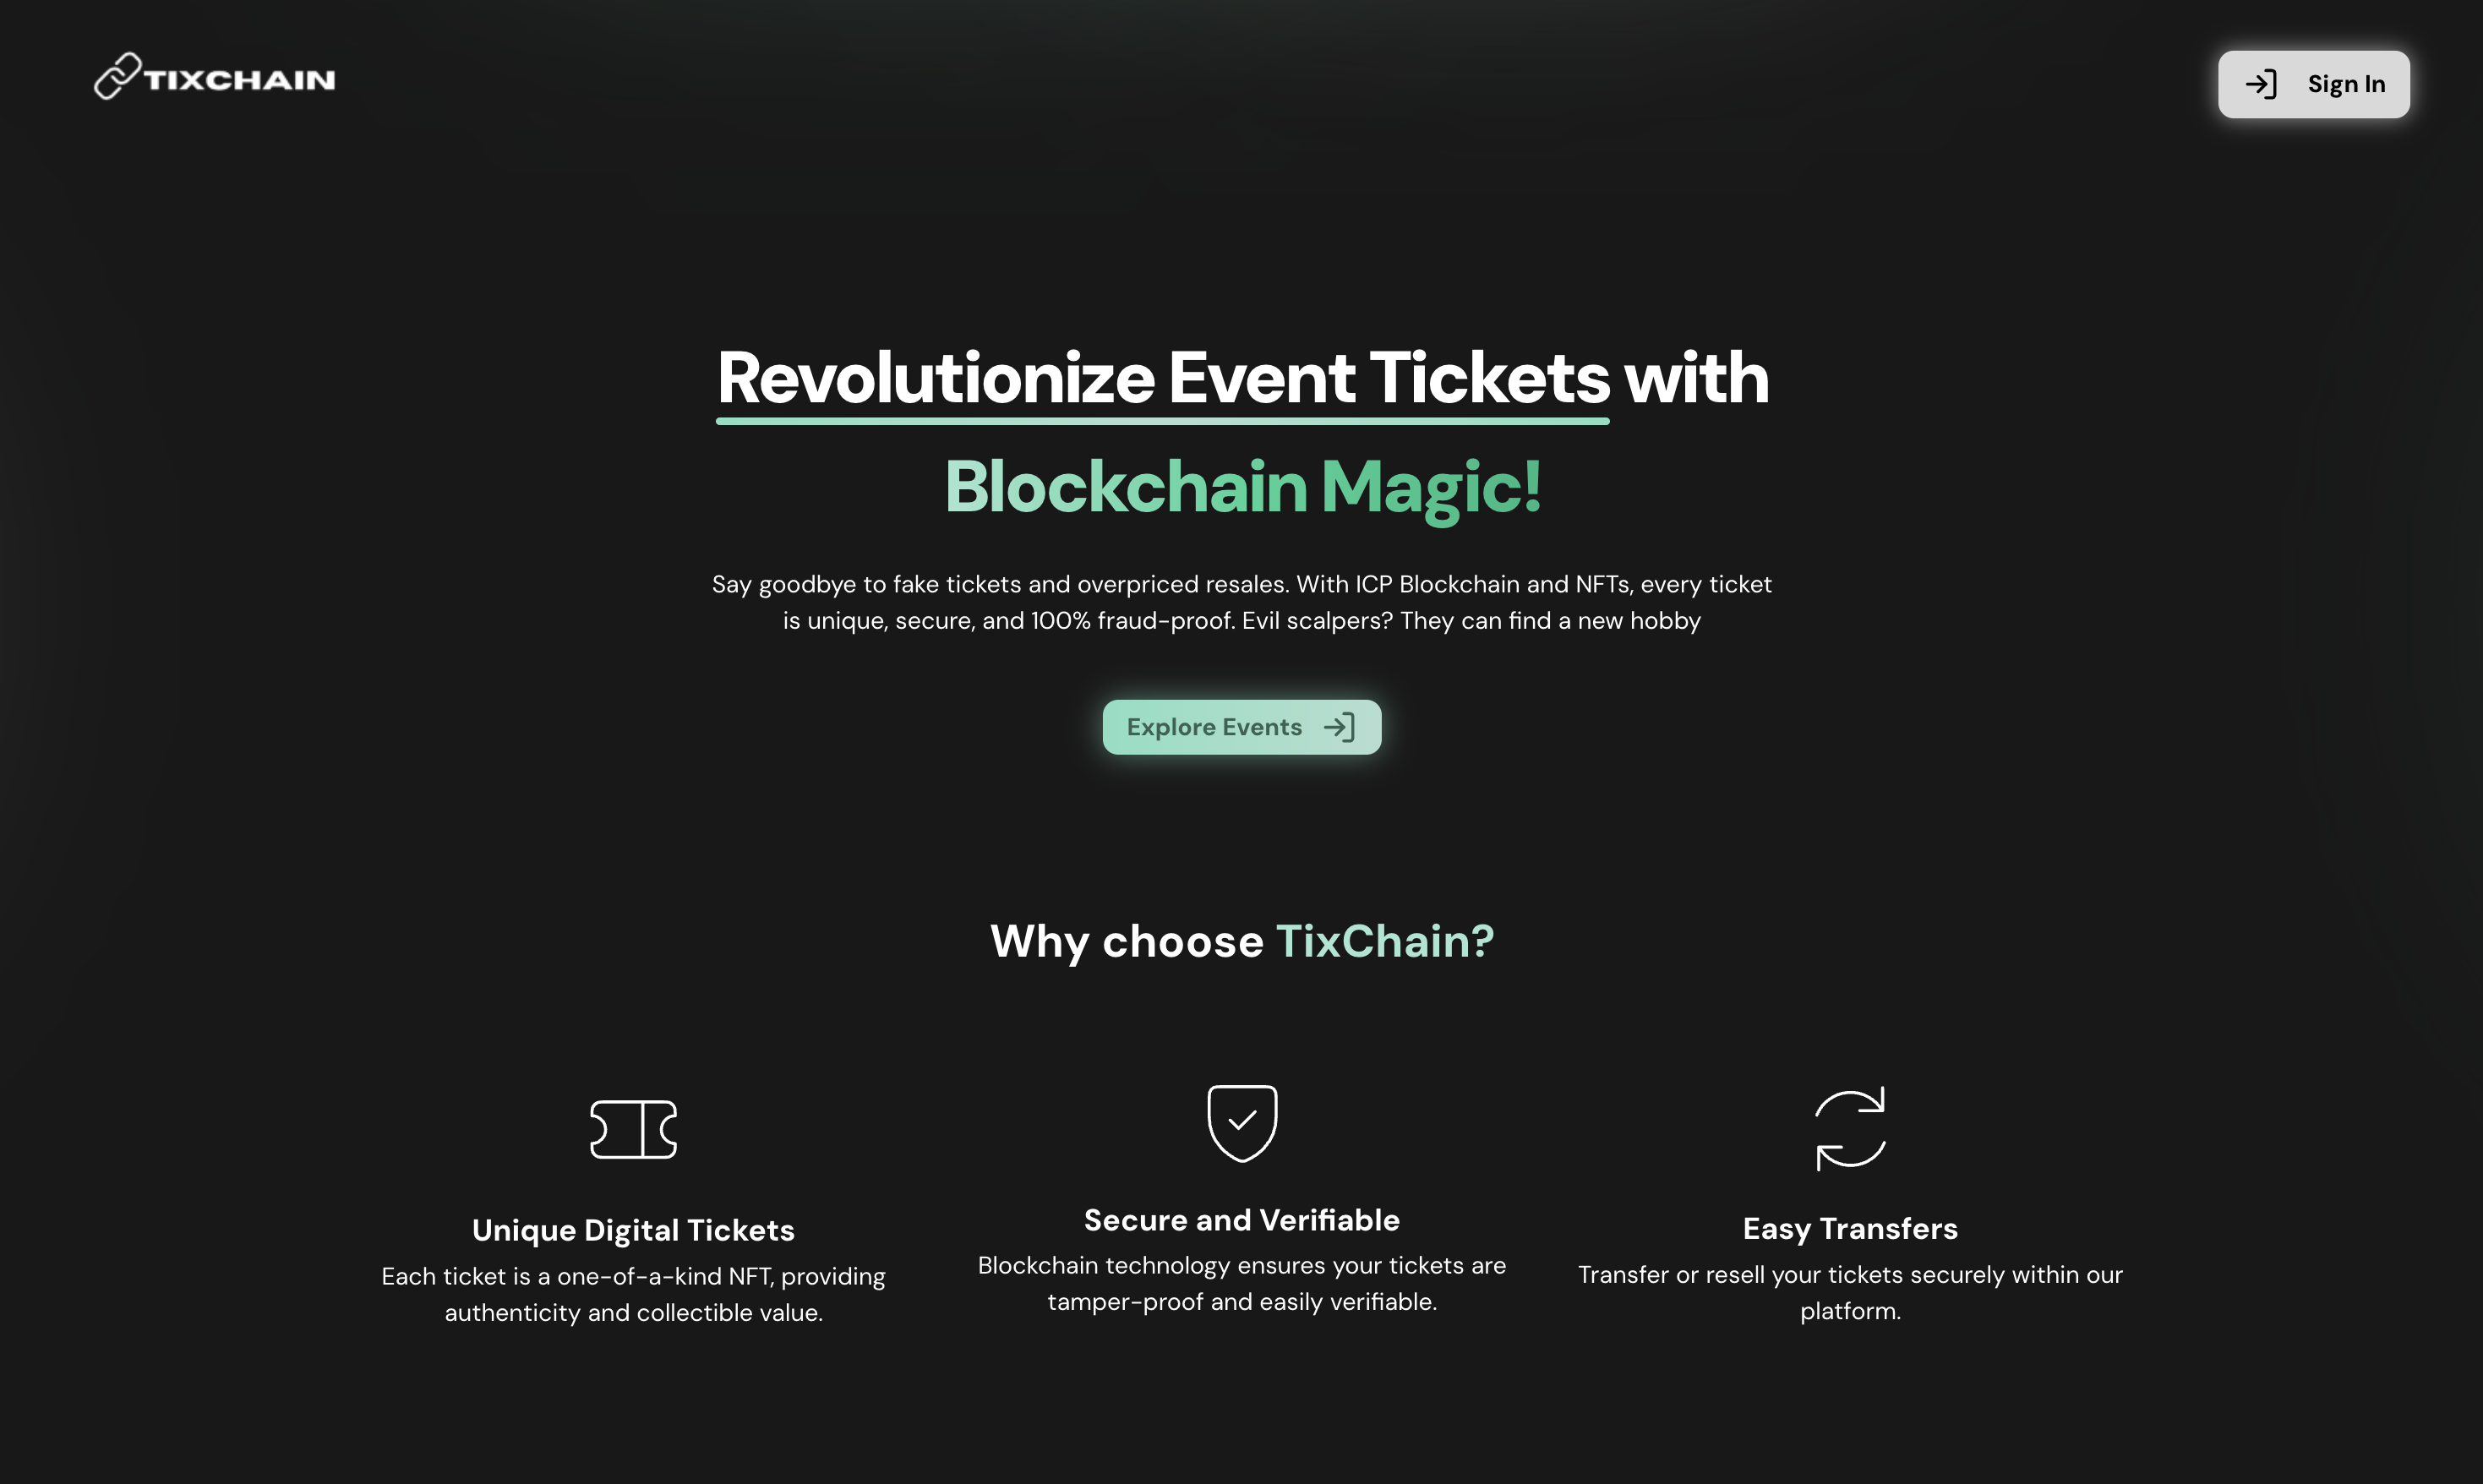 TIXCHAIN
Sign In
Revolutionize Event Tickets with
Blockchain Magic!
Say goodbye to fake tickets and overpriced resales. With ICP Blockchain and NFTs, every ticket
is unique, secure, and 100% fraud-proof. Evil scalpers? They can find a new hobby
Explore Events
Why choose TixChain?
Unique Digital Tickets
Each ticket is a one-of-a-kind NFT, providing
authenticity and collectible value.
Secure and Verifiable
Blockchain technology ensures your tickets are
tamper-proof and easily verifiable.
Easy Transfers
Transfer or resell your tickets securely within our
platform.